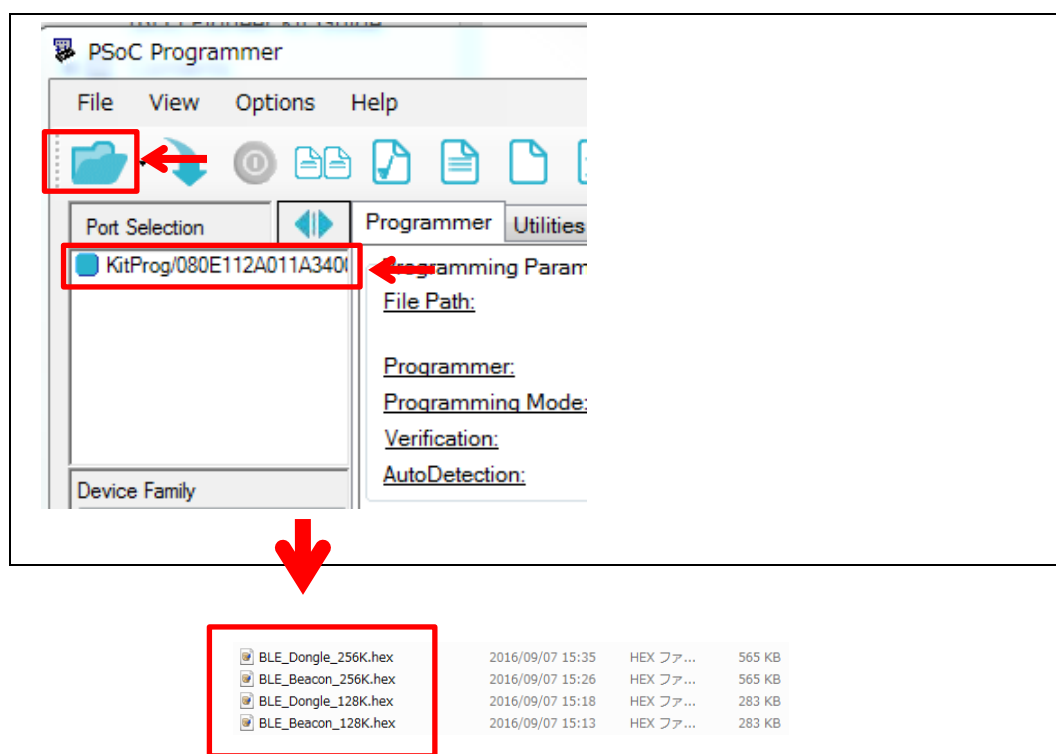 PSoC Programmer
File View Options Help
Port Selection
Programmer Utilities
KitProg/080E112A011A340
Programming Param
File Path:
Programmer:
Programming Mode:
Verification:
AutoDetection:
Device Family
BLE_Dongle_256K.hex 2016/09/07 15:35 HEX ファ... 565 KB
BLE_Beacon_256K.hex 2016/09/07 15:26 HEX ファ... 565 KB
BLE_Dongle_128K.hex 2016/09/07 15:18 HEX ファ... 283 KB
BLE_Beacon_128K.hex 2016/09/07 15:13 HEX ファ... 283 KB